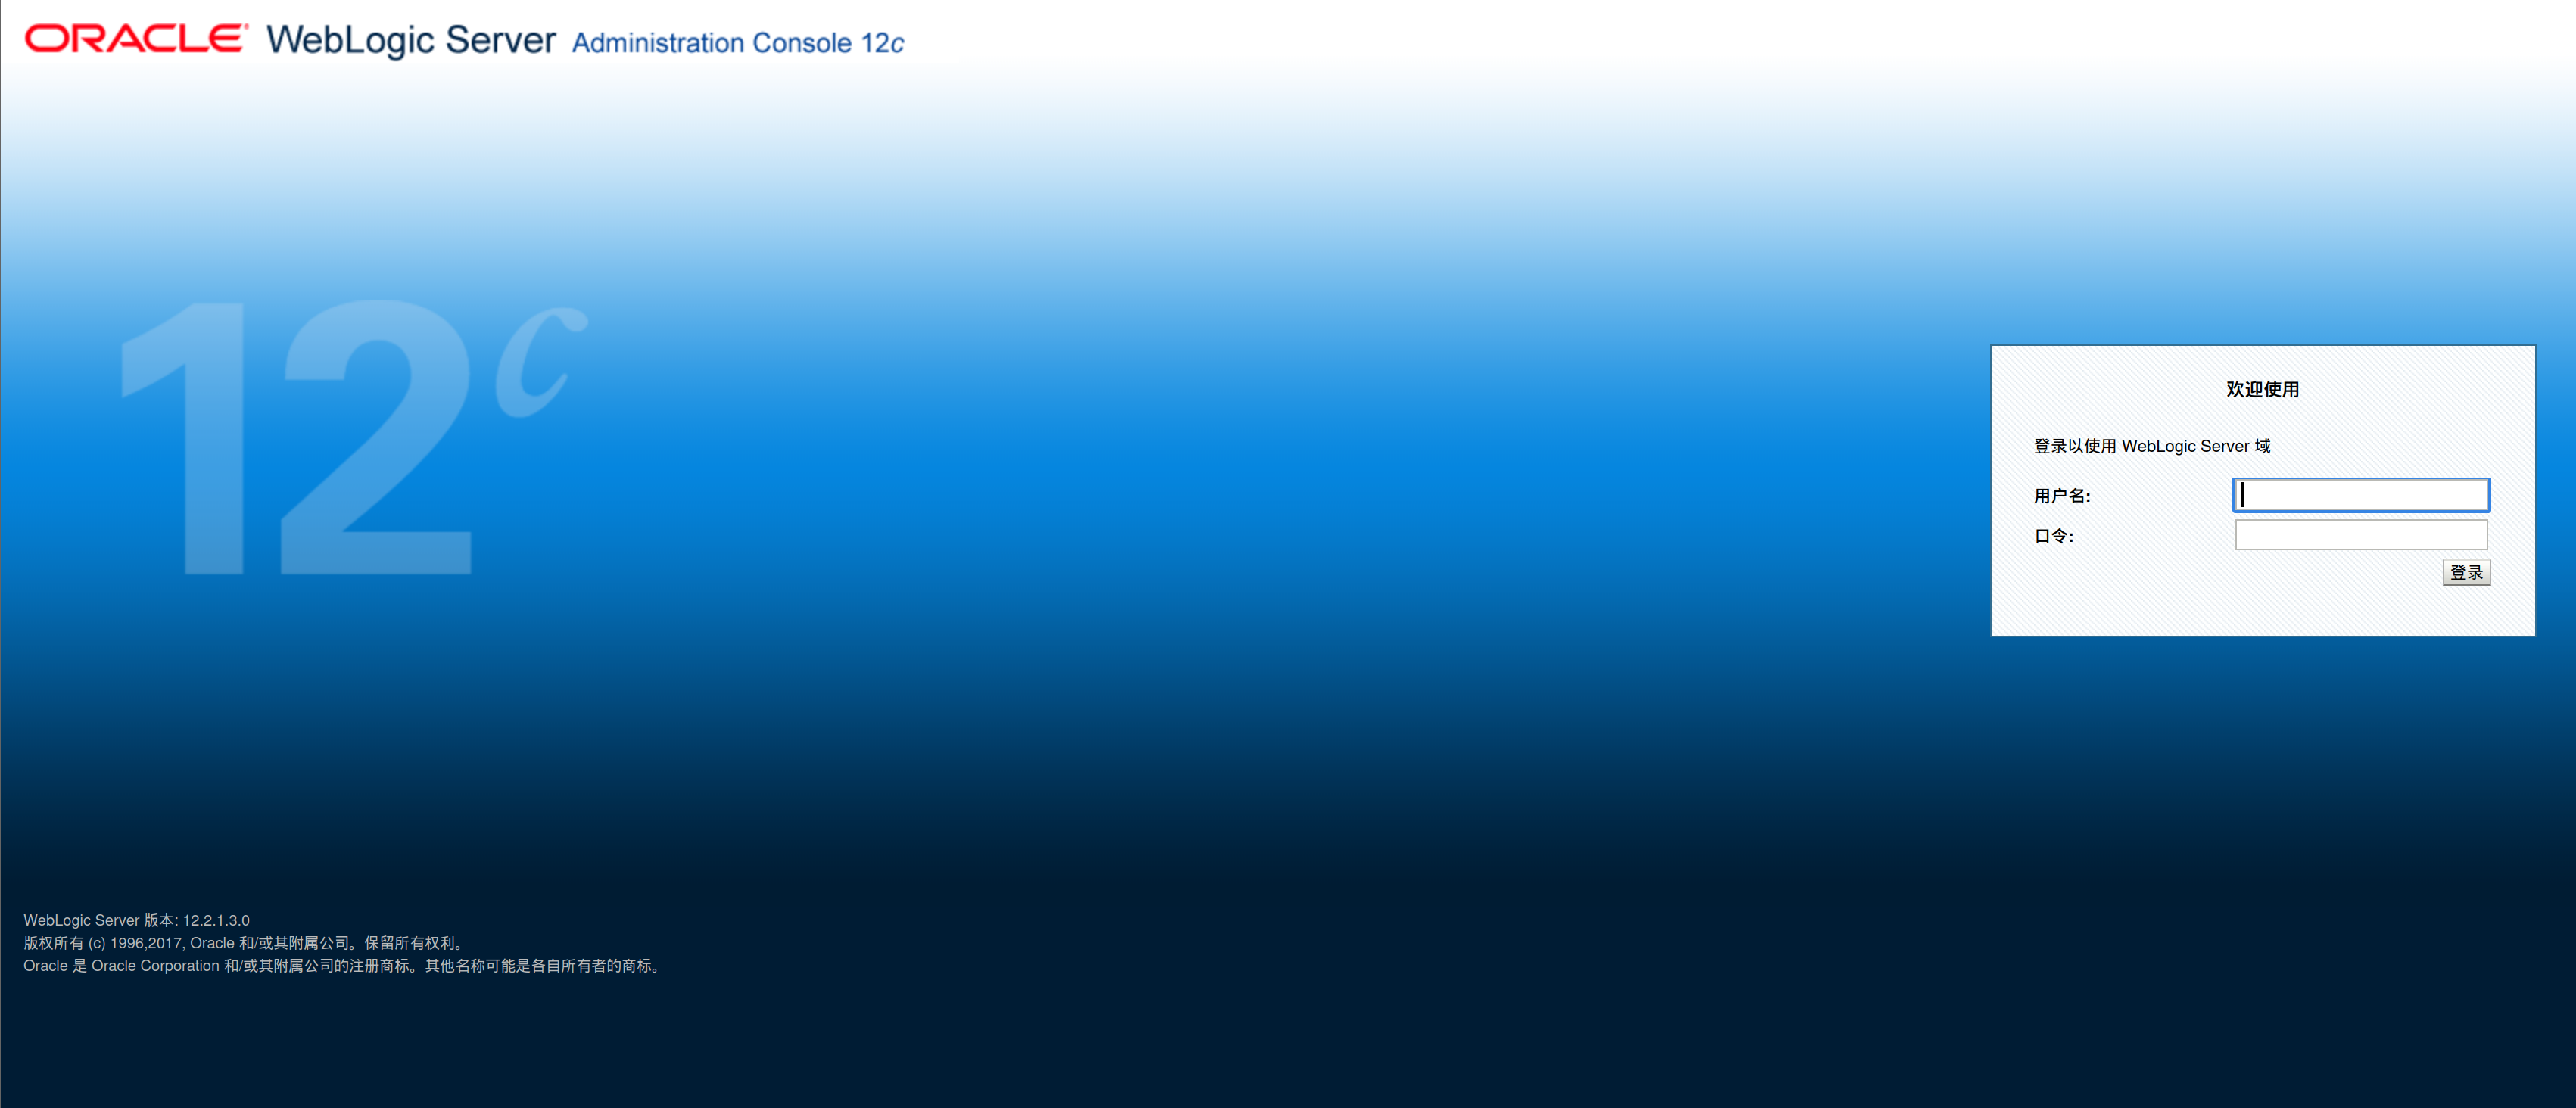 ORACLE® WebLogic Server Administration Console 12c
12c
欢迎使用
登录以使用 WebLogic Server 域
用户名:
口令:
登录
WebLogic Server 版本: 12.2.1.3.0
版权所有 (c) 1996,2017, Oracle 和/或其附属公司。保留所有权利。
Oracle 是 Oracle Corporation 和/或其附属公司的注册商标。其他名称可能是各自所有者的商标。